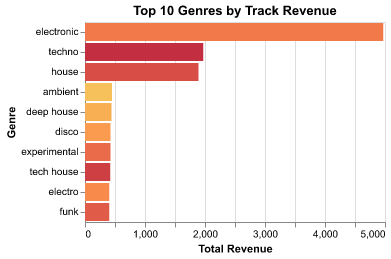 Top 10 Genres by Track Revenue
electronic
techno
house
ambient
deep house
disco
experimental
tech house
electro
funk
Genre
0 1,000 2,000 3,000 4,000 5,000
Total Revenue